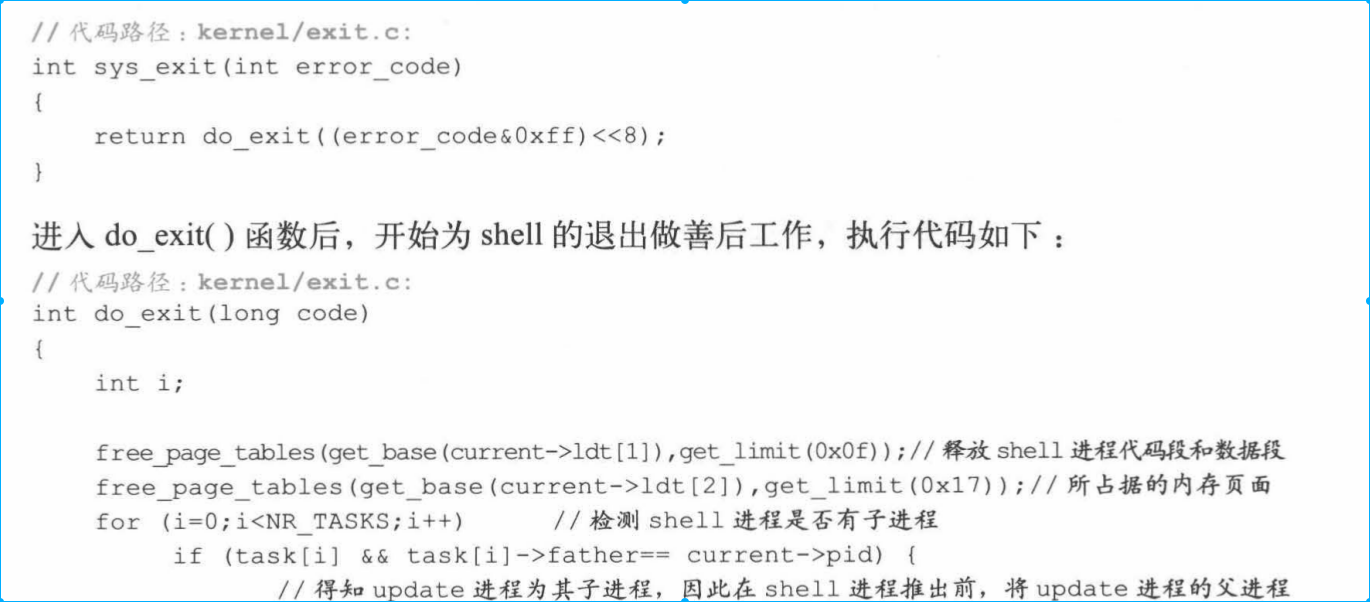 // 代码路径：kernel/exit.c:
int sys_exit(int error_code)
{
    return do_exit((error_code&0xff)<<8);
}
进入 do_exit( ) 函数后，开始为 shell 的退出做善后工作，执行代码如下：
// 代码路径：kernel/exit.c:
int do_exit(long code)
{
    int i;
    free_page_tables(get_base(current->ldt[1]),get_limit(0x0f));// 释放 shell 进程代码段和数据段
    free_page_tables(get_base(current->ldt[2]),get_limit(0x17));// 所占据的内存页面
    for (i=0;i<NR_TASKS;i++)      // 检测 shell 进程是否有子进程
        if (task[i] && task[i]->father== current->pid) {
            // 得知 update 进程为其子进程，因此在 shell 进程推出前，将 update 进程的父进程